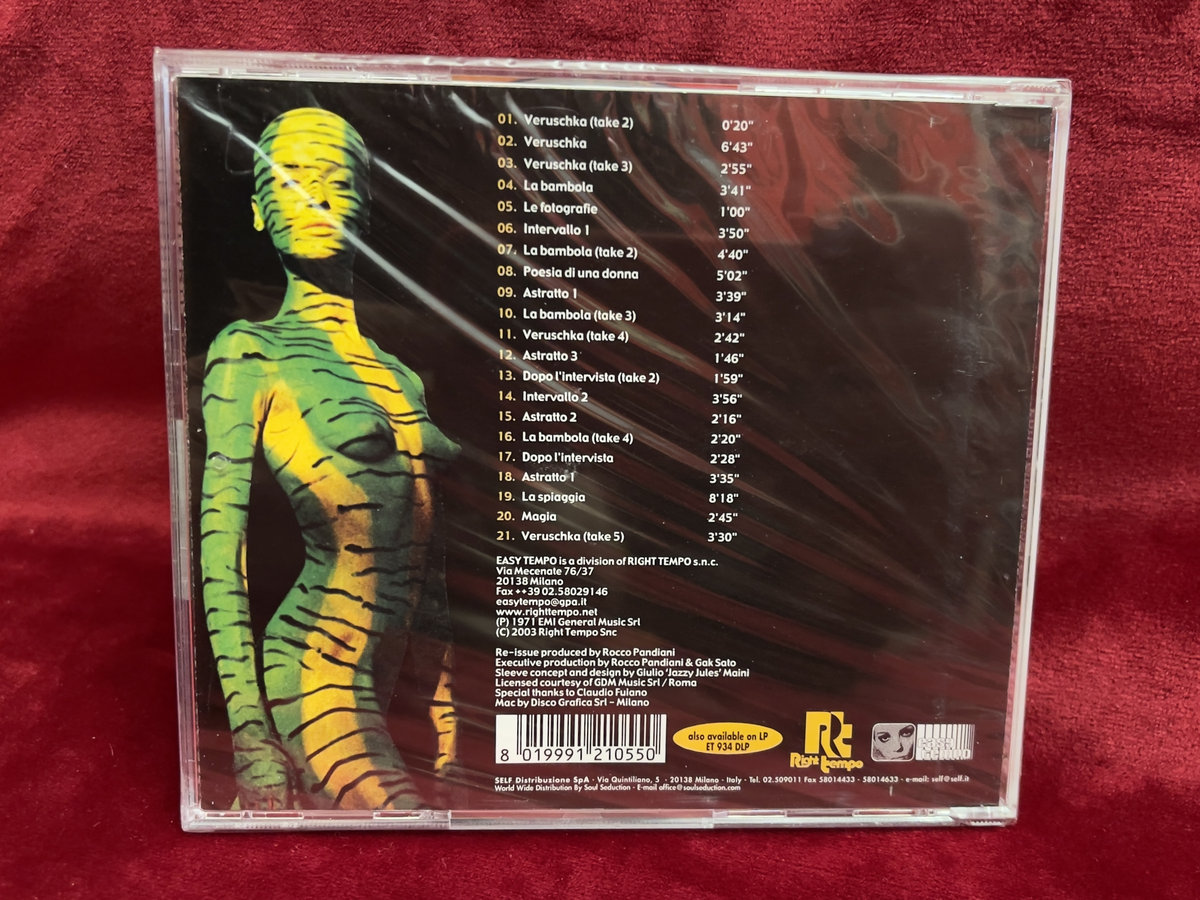 01. Veruschka (take 2) 0'20"
02. Veruschka 6'43"
03. Veruschka (take 3) 2'55"
04. La bambola 3'41"
05. Le fotografie 1'00"
06. Intervallo 1 3'50"
07. La bambola (take 2) 4'40"
08. Poesia di una donna 5'02"
09. Astratto 1 3'39"
10. La bambola (take 3) 3'14"
11. Veruschka (take 4) 2'42"
12. Astratto 3 1'46"
13. Dopo l'intervista (take 2) 1'59"
14. Intervallo 2 3'56"
15. Astratto 2 2'16"
16. La bambola (take 4) 2'20"
17. Dopo l'intervista 2'28"
18. Astratto 1 3'35"
19. La spiaggia 8'18"
20. Magia 2'45"
21. Veruschka (take 5) 3'30"
EASY TEMPO is a division of RIGHT TEMPO s.n.c.
Via Mecenate 76/37
20138 Milano
Fax ++39 02.58029146
easytempo@gpa.it
www.righttempo.net
(P) 1971 EMI General Music Srl
(C) 2003 Right Tempo Snc
Re-issue produced by Rocco Pandiani
Executive production by Rocco Pandiani & Gak Sato
Sleeve concept and design by Giulio 'Jazzy Jules' Maini
Licensed courtesy of GDM Music Srl / Roma
Special thanks to Claudio Fuiano
Mac by Disco Grafica Srl - Milano
8 019991 210550
also available on LP
ET 934 DLP
Rt
Right tempo
easy tempo
SELF Distribuzione SpA - Via Quintiliano, 5 - 20138 Milano - Italy - Tel. 02.509011 Fax 58014433 - 58014633 - e-mail: self@self.it
World Wide Distribution By Soul Seduction - E-mail office@soulseduction.com